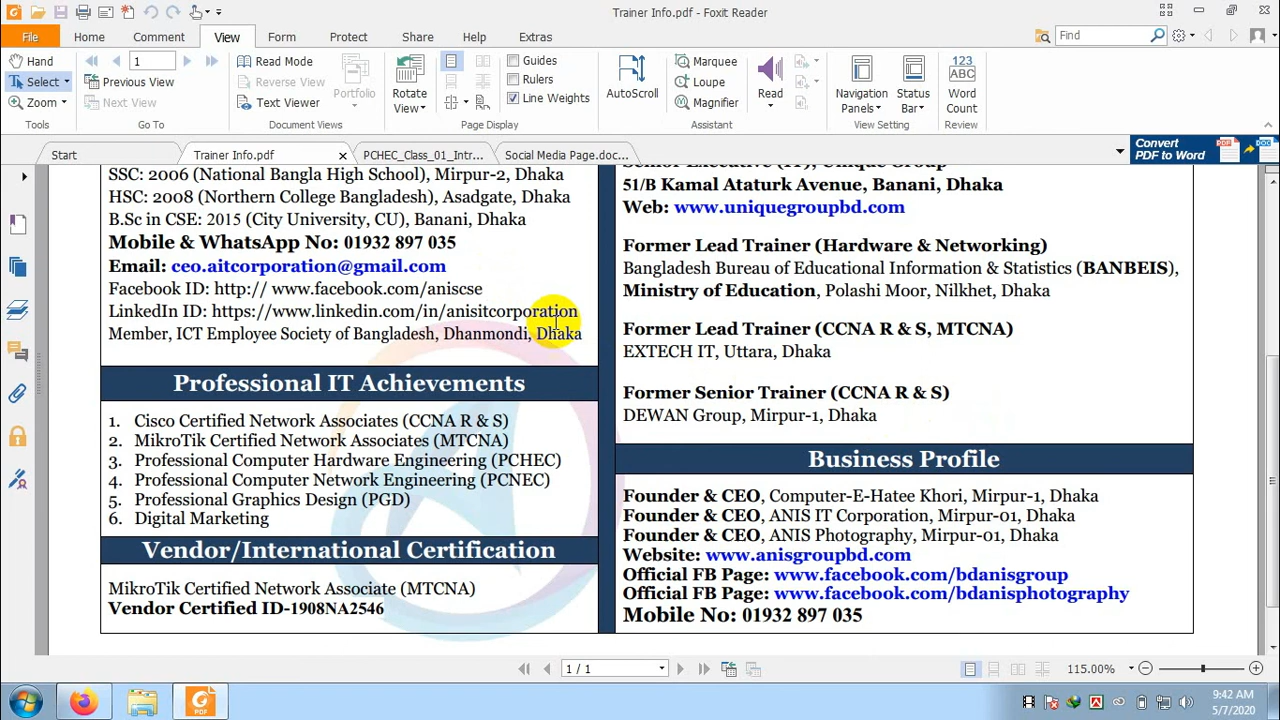 Trainer Info.pdf - Foxit Reader
File
Home
Comment
View
Form
Protect
Share
Help
Extras
Find
Hand
Select
Zoom
Tools
1
Previous View
Next View
Go To
Read Mode
Reverse View
Text Viewer
Portfolio
Document Views
Rotate
View
Page Display
Guides
Rulers
Line Weights
AutoScroll
Marquee
Loupe
Magnifier
Assistant
Read
Navigation
Panels
Status
Bar
View Setting
123
ABC
Word
Count
Review
Start
Trainer Info.pdf
PCHEC_Class_01_Intr...
Social Media Page.doc...
Convert
PDF to Word
SSC: 2006 (National Bangla High School), Mirpur-2, Dhaka
HSC: 2008 (Northern College Bangladesh), Asadgate, Dhaka
B.Sc in CSE: 2015 (City University, CU), Banani, Dhaka
Mobile & WhatsApp No: 01932 897 035
Email: ceo.aitcorporation@gmail.com
Facebook ID: http:// www.facebook.com/aniscse
LinkedIn ID: https://www.linkedin.com/in/anisitcorporation
Member, ICT Employee Society of Bangladesh, Dhanmondi, Dhaka
Professional IT Achievements
1. Cisco Certified Network Associates (CCNA R & S)
2. MikroTik Certified Network Associates (MTCNA)
3. Professional Computer Hardware Engineering (PCHEC)
4. Professional Computer Network Engineering (PCNEC)
5. Professional Graphics Design (PGD)
6. Digital Marketing
Vendor/International Certification
MikroTik Certified Network Associate (MTCNA)
Vendor Certified ID-1908NA2546
Senior Executive (IT), Unique Group
51/B Kamal Ataturk Avenue, Banani, Dhaka
Web: www.uniquegroupbd.com
Former Lead Trainer (Hardware & Networking)
Bangladesh Bureau of Educational Information & Statistics (BANBEIS),
Ministry of Education, Polashi Moor, Nilkhet, Dhaka
Former Lead Trainer (CCNA R & S, MTCNA)
EXTECH IT, Uttara, Dhaka
Former Senior Trainer (CCNA R & S)
DEWAN Group, Mirpur-1, Dhaka
Business Profile
Founder & CEO, Computer-E-Hatee Khori, Mirpur-1, Dhaka
Founder & CEO, ANIS IT Corporation, Mirpur-01, Dhaka
Founder & CEO, ANIS Photography, Mirpur-01, Dhaka
Website: www.anisgroupbd.com
Official FB Page: www.facebook.com/bdanisgroup
Official FB Page: www.facebook.com/bdanisphotography
Mobile No: 01932 897 035
1 / 1
115.00%
9:42 AM
5/7/2020